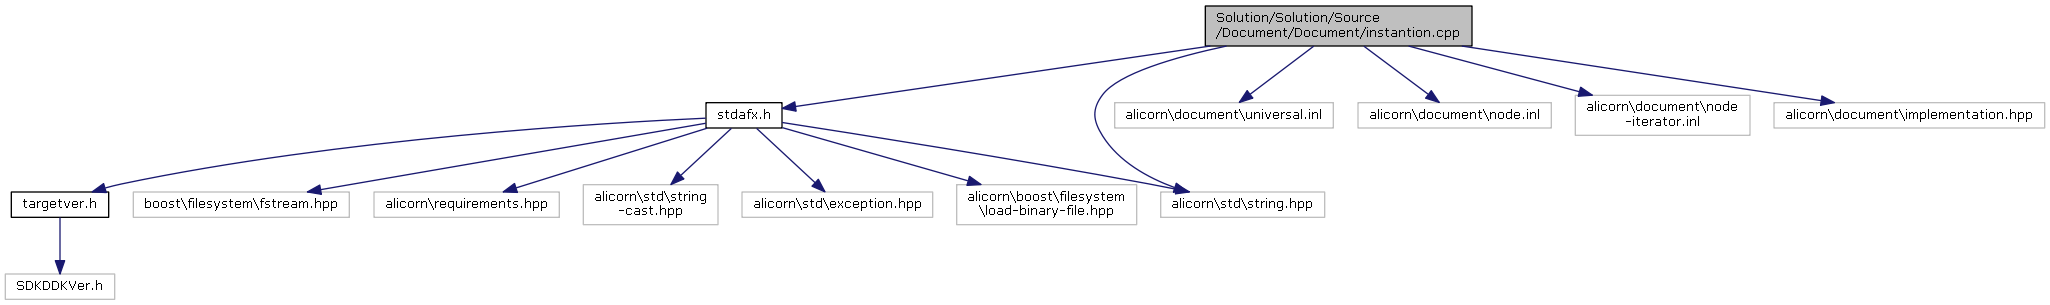 Solution/Solution/Source
/Document/Document/instantion.cpp
stdafx.h
alicorn\document\universal.inl
alicorn\document\node.inl
alicorn\document\node
-iterator.inl
alicorn\document\implementation.hpp
targetver.h
boost\filesystem\fstream.hpp
alicorn\requirements.hpp
alicorn\std\string
-cast.hpp
alicorn\std\exception.hpp
alicorn\boost\filesystem
\load-binary-file.hpp
alicorn\std\string.hpp
SDKDDKVer.h